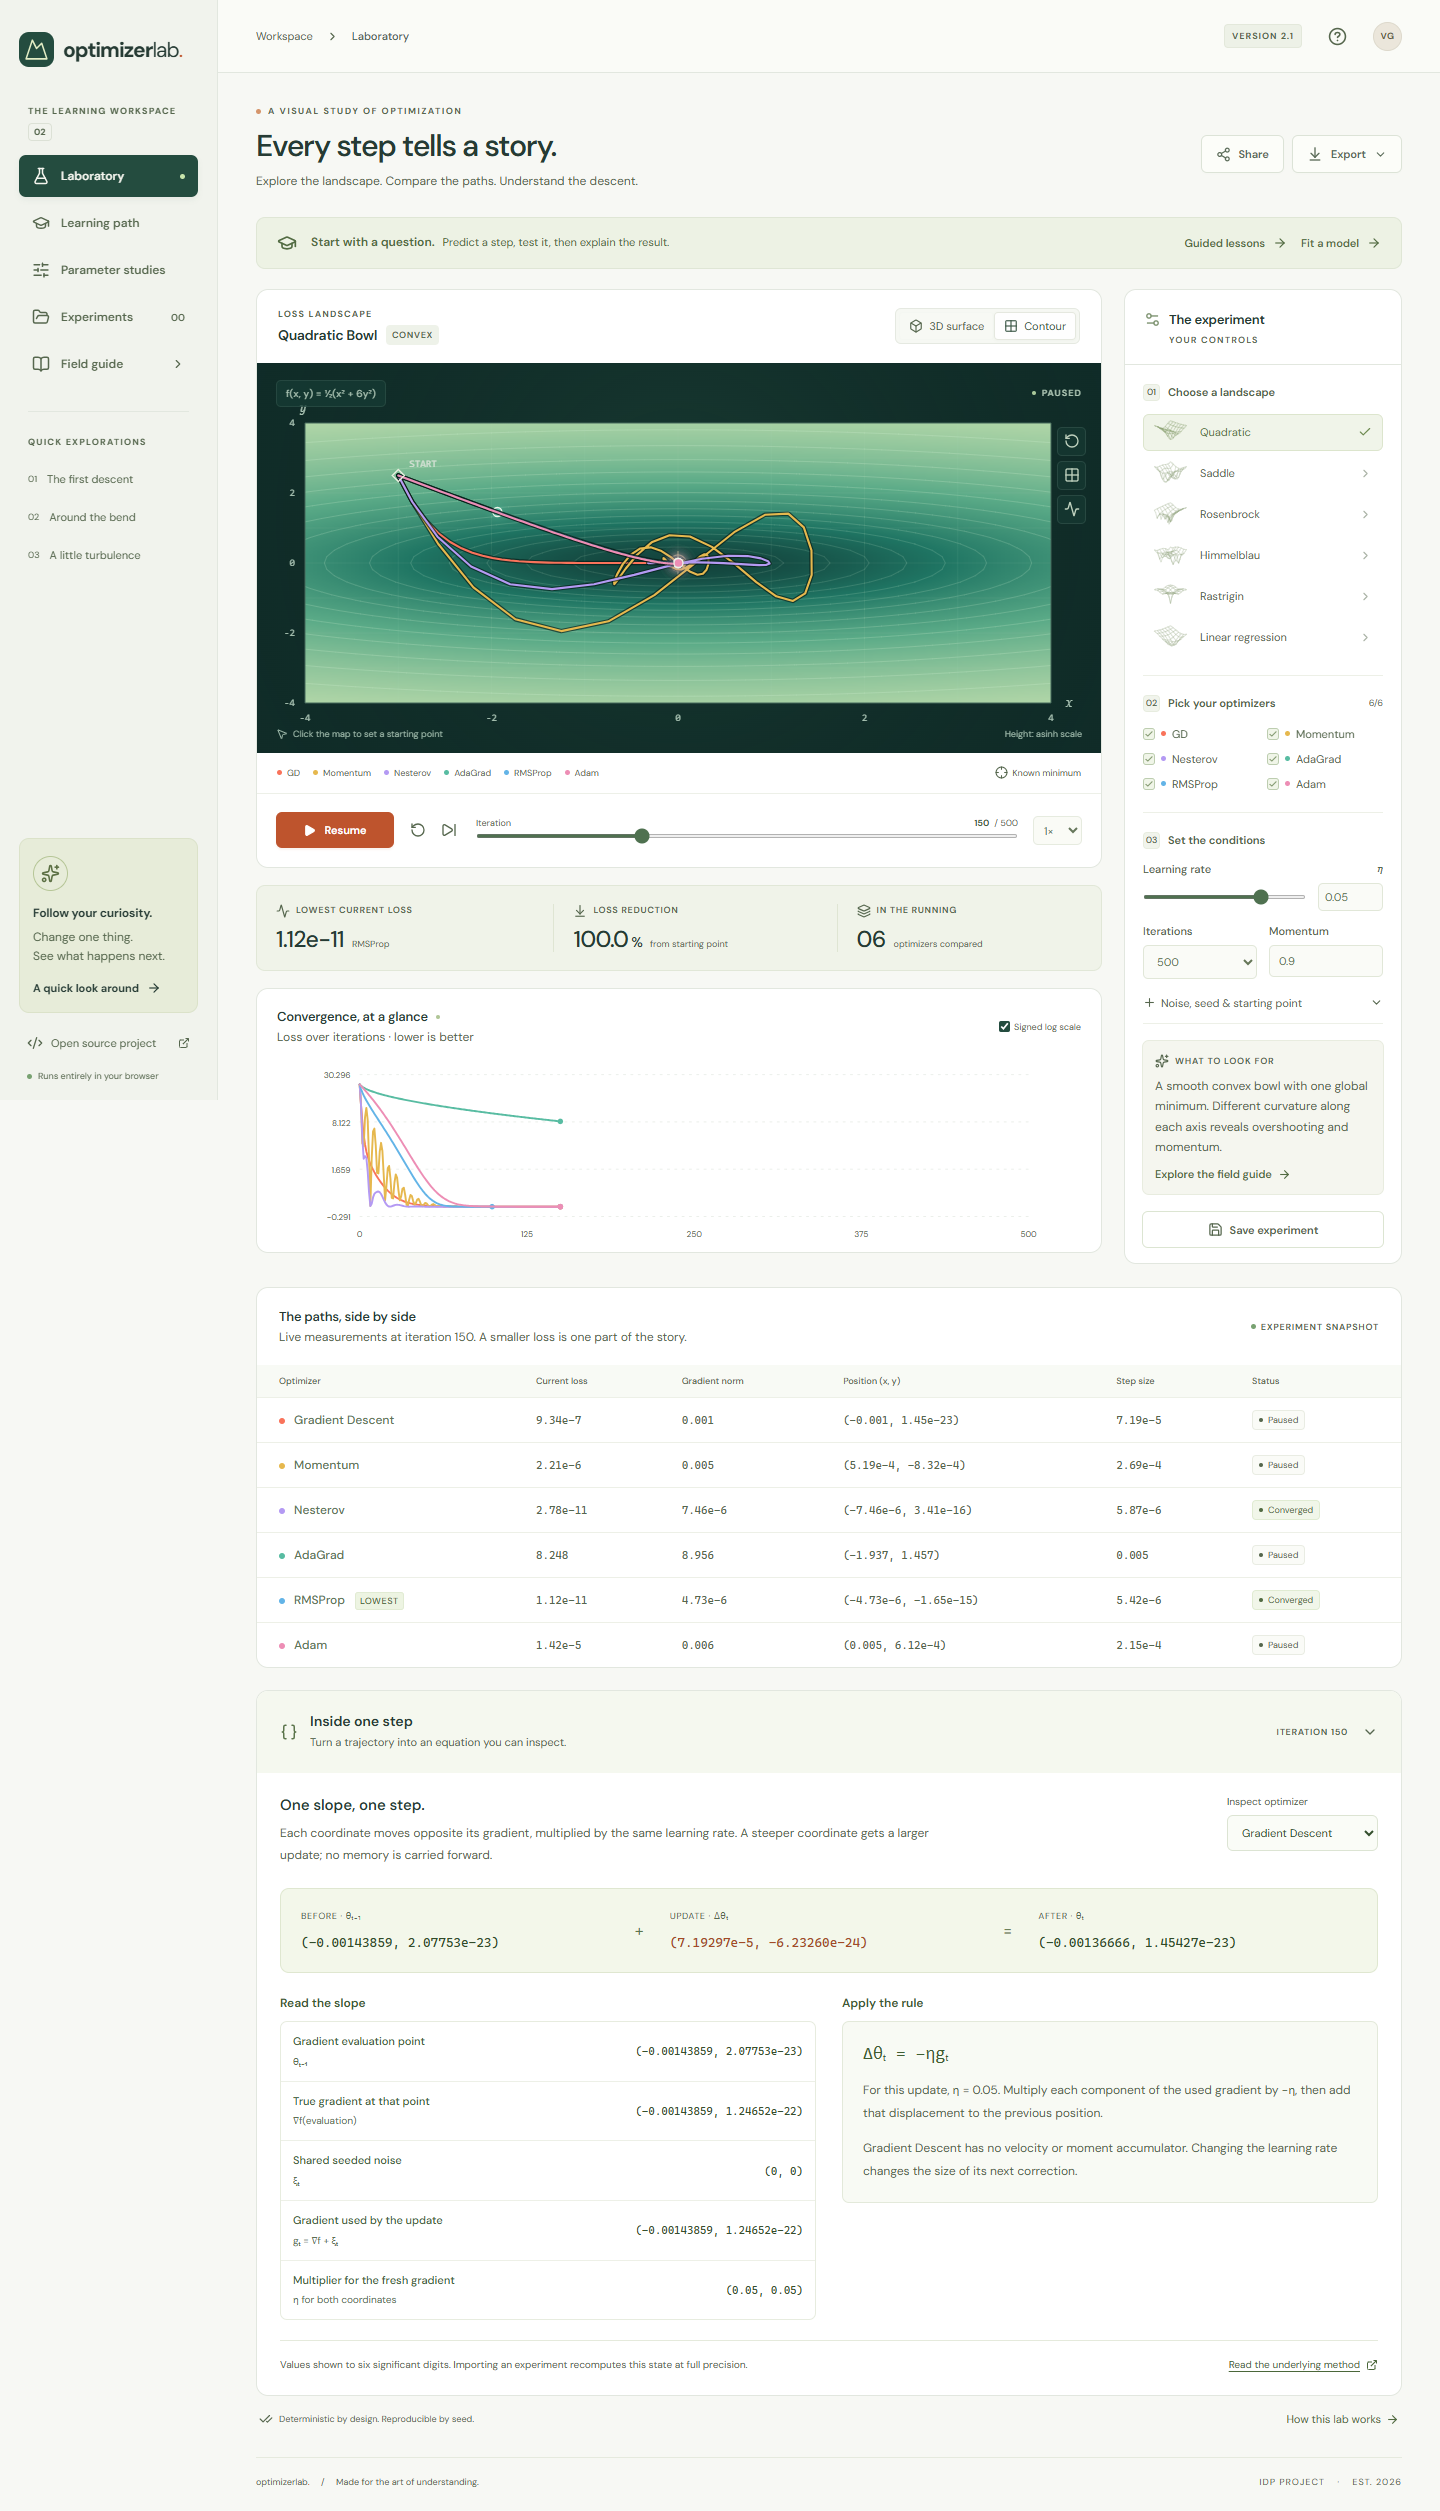 optimizerlab.
THE LEARNING WORKSPACE
02
Laboratory
Learning path
Parameter studies
Experiments 00
Field guide
QUICK EXPLORATIONS
01 The first descent
02 Around the bend
03 A little turbulence
Follow your curiosity.
Change one thing.
See what happens next.
A quick look around
Open source project
Runs entirely in your browser
Workspace Laboratory
VERSION 2.1
VG
A VISUAL STUDY OF OPTIMIZATION
Every step tells a story.
Explore the landscape. Compare the paths. Understand the descent.
Share
Export
Start with a question. Predict a step, test it, then explain the result.
Guided lessons
Fit a model
LOSS LANDSCAPE
Quadratic Bowl CONVEX
3D surface
Contour
f(x, y) = ½(x² + 6y²)
PAUSED
y
4
2
0
-2
-4
START
-4 -2 0 2 4 x
Click the map to set a starting point
Height: asinh scale
GD Momentum Nesterov AdaGrad RMSProp Adam
Known minimum
Resume
Iteration 150 / 500
1×
LOWEST CURRENT LOSS
1.12e-11 RMSProp
LOSS REDUCTION
100.0 % from starting point
IN THE RUNNING
06 optimizers compared
Convergence, at a glance
Loss over iterations · lower is better
Signed log scale
30.296
8.122
1.659
-0.291
0 125 250 375 500
The experiment
YOUR CONTROLS
01 Choose a landscape
Quadratic
Saddle
Rosenbrock
Himmelblau
Rastrigin
Linear regression
02 Pick your optimizers 6/6
GD Momentum
Nesterov AdaGrad
RMSProp Adam
03 Set the conditions
Learning rate η
0.05
Iterations Momentum
500 0.9
Noise, seed & starting point
WHAT TO LOOK FOR
A smooth convex bowl with one global
minimum. Different curvature along
each axis reveals overshooting and
momentum.
Explore the field guide
Save experiment
The paths, side by side
Live measurements at iteration 150. A smaller loss is one part of the story.
EXPERIMENT SNAPSHOT
Optimizer Current loss Gradient norm Position (x, y) Step size Status
Gradient Descent 9.34e-7 0.001 (-0.001, 1.45e-23) 7.19e-5 Paused
Momentum 2.21e-6 0.005 (5.19e-4, -8.32e-4) 2.69e-4 Paused
Nesterov 2.78e-11 7.46e-6 (-7.46e-6, 3.41e-16) 5.87e-6 Converged
AdaGrad 8.248 8.956 (-1.937, 1.457) 0.005 Paused
RMSProp LOWEST 1.12e-11 4.73e-6 (-4.73e-6, -1.65e-15) 5.42e-6 Converged
Adam 1.42e-5 0.006 (0.005, 6.12e-4) 2.15e-4 Paused
Inside one step
Turn a trajectory into an equation you can inspect.
ITERATION 150
One slope, one step.
Each coordinate moves opposite its gradient, multiplied by the same learning rate. A steeper coordinate gets a larger
update; no memory is carried forward.
Inspect optimizer
Gradient Descent
BEFORE · θₜ₋₁
(-0.00143859, 2.07753e-23)
+
UPDATE · Δθₜ
(7.19297e-5, -6.23260e-24)
=
AFTER · θₜ
(-0.00136666, 1.45427e-23)
Read the slope
Gradient evaluation point
θₜ₋₁
(-0.00143859, 2.07753e-23)
True gradient at that point
∇f(evaluation)
(-0.00143859, 1.24652e-22)
Shared seeded noise
ξₜ
(0, 0)
Gradient used by the update
gₜ = ∇f + ξₜ
(-0.00143859, 1.24652e-22)
Multiplier for the fresh gradient
η for both coordinates
(0.05, 0.05)
Apply the rule
Δθₜ = -ηgₜ
For this update, η = 0.05. Multiply each component of the used gradient by -η, then add
that displacement to the previous position.
Gradient Descent has no velocity or moment accumulator. Changing the learning rate
changes the size of its next correction.
Values shown to six significant digits. Importing an experiment recomputes this state at full precision.
Read the underlying method
Deterministic by design. Reproducible by seed.
How this lab works
optimizerlab. / Made for the art of understanding.
IDP PROJECT · EST. 2026